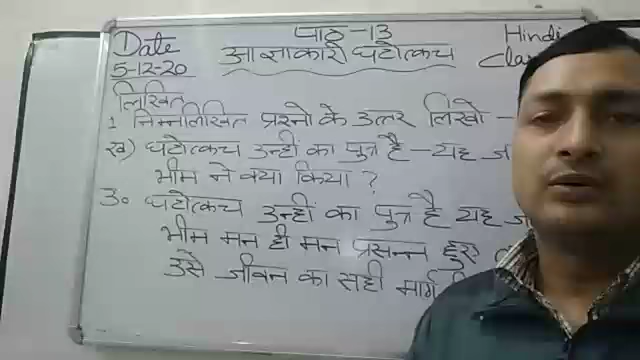 Date
5-12-20
पाठ-13
आज्ञाकारी घटोत्कच
Hindi
लिखित
1 निम्नलिखित प्रश्नो के उत्तर लिखो -
ख) घटोत्कच उन्हीं का पुत्र है - यह
भीम ने क्या किया ?
उ० घटोत्कच उन्हीं का पुत्र है यह
भीम मन ही मन प्रसन्न हुए
उसे जीवन का सही मार्ग